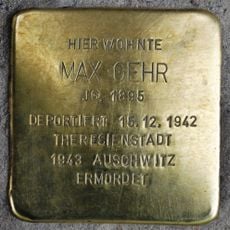 HIER WOHNTE
MAX GEHR
JG. 1895
DEPORTIERT 15.12.1942
THERESIENSTADT
1943 AUSCHWITZ
ERMORDET